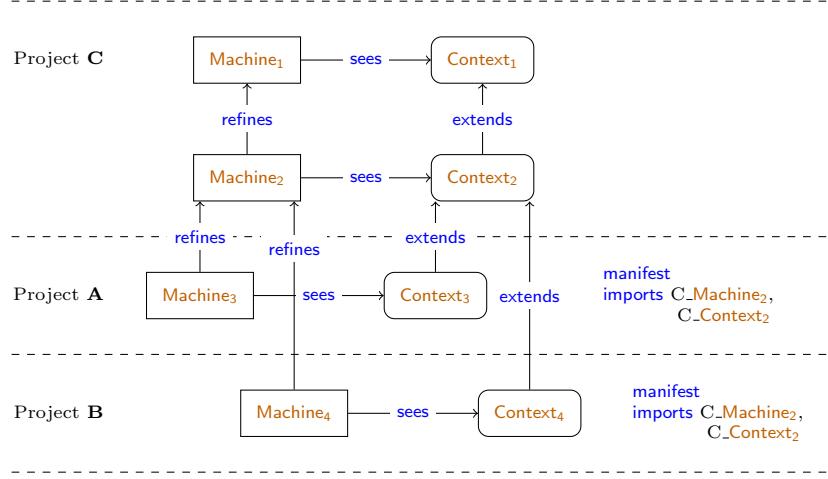 Project C
Machine₁
sees
Context₁
refines
extends
Machine₂
sees
Context₂
refines
refines
extends
extends
Project A
Machine₃
sees
Context₃
manifest
imports C_Machine₂,
C_Context₂
Project B
Machine₄
sees
Context₄
manifest
imports C_Machine₂,
C_Context₂